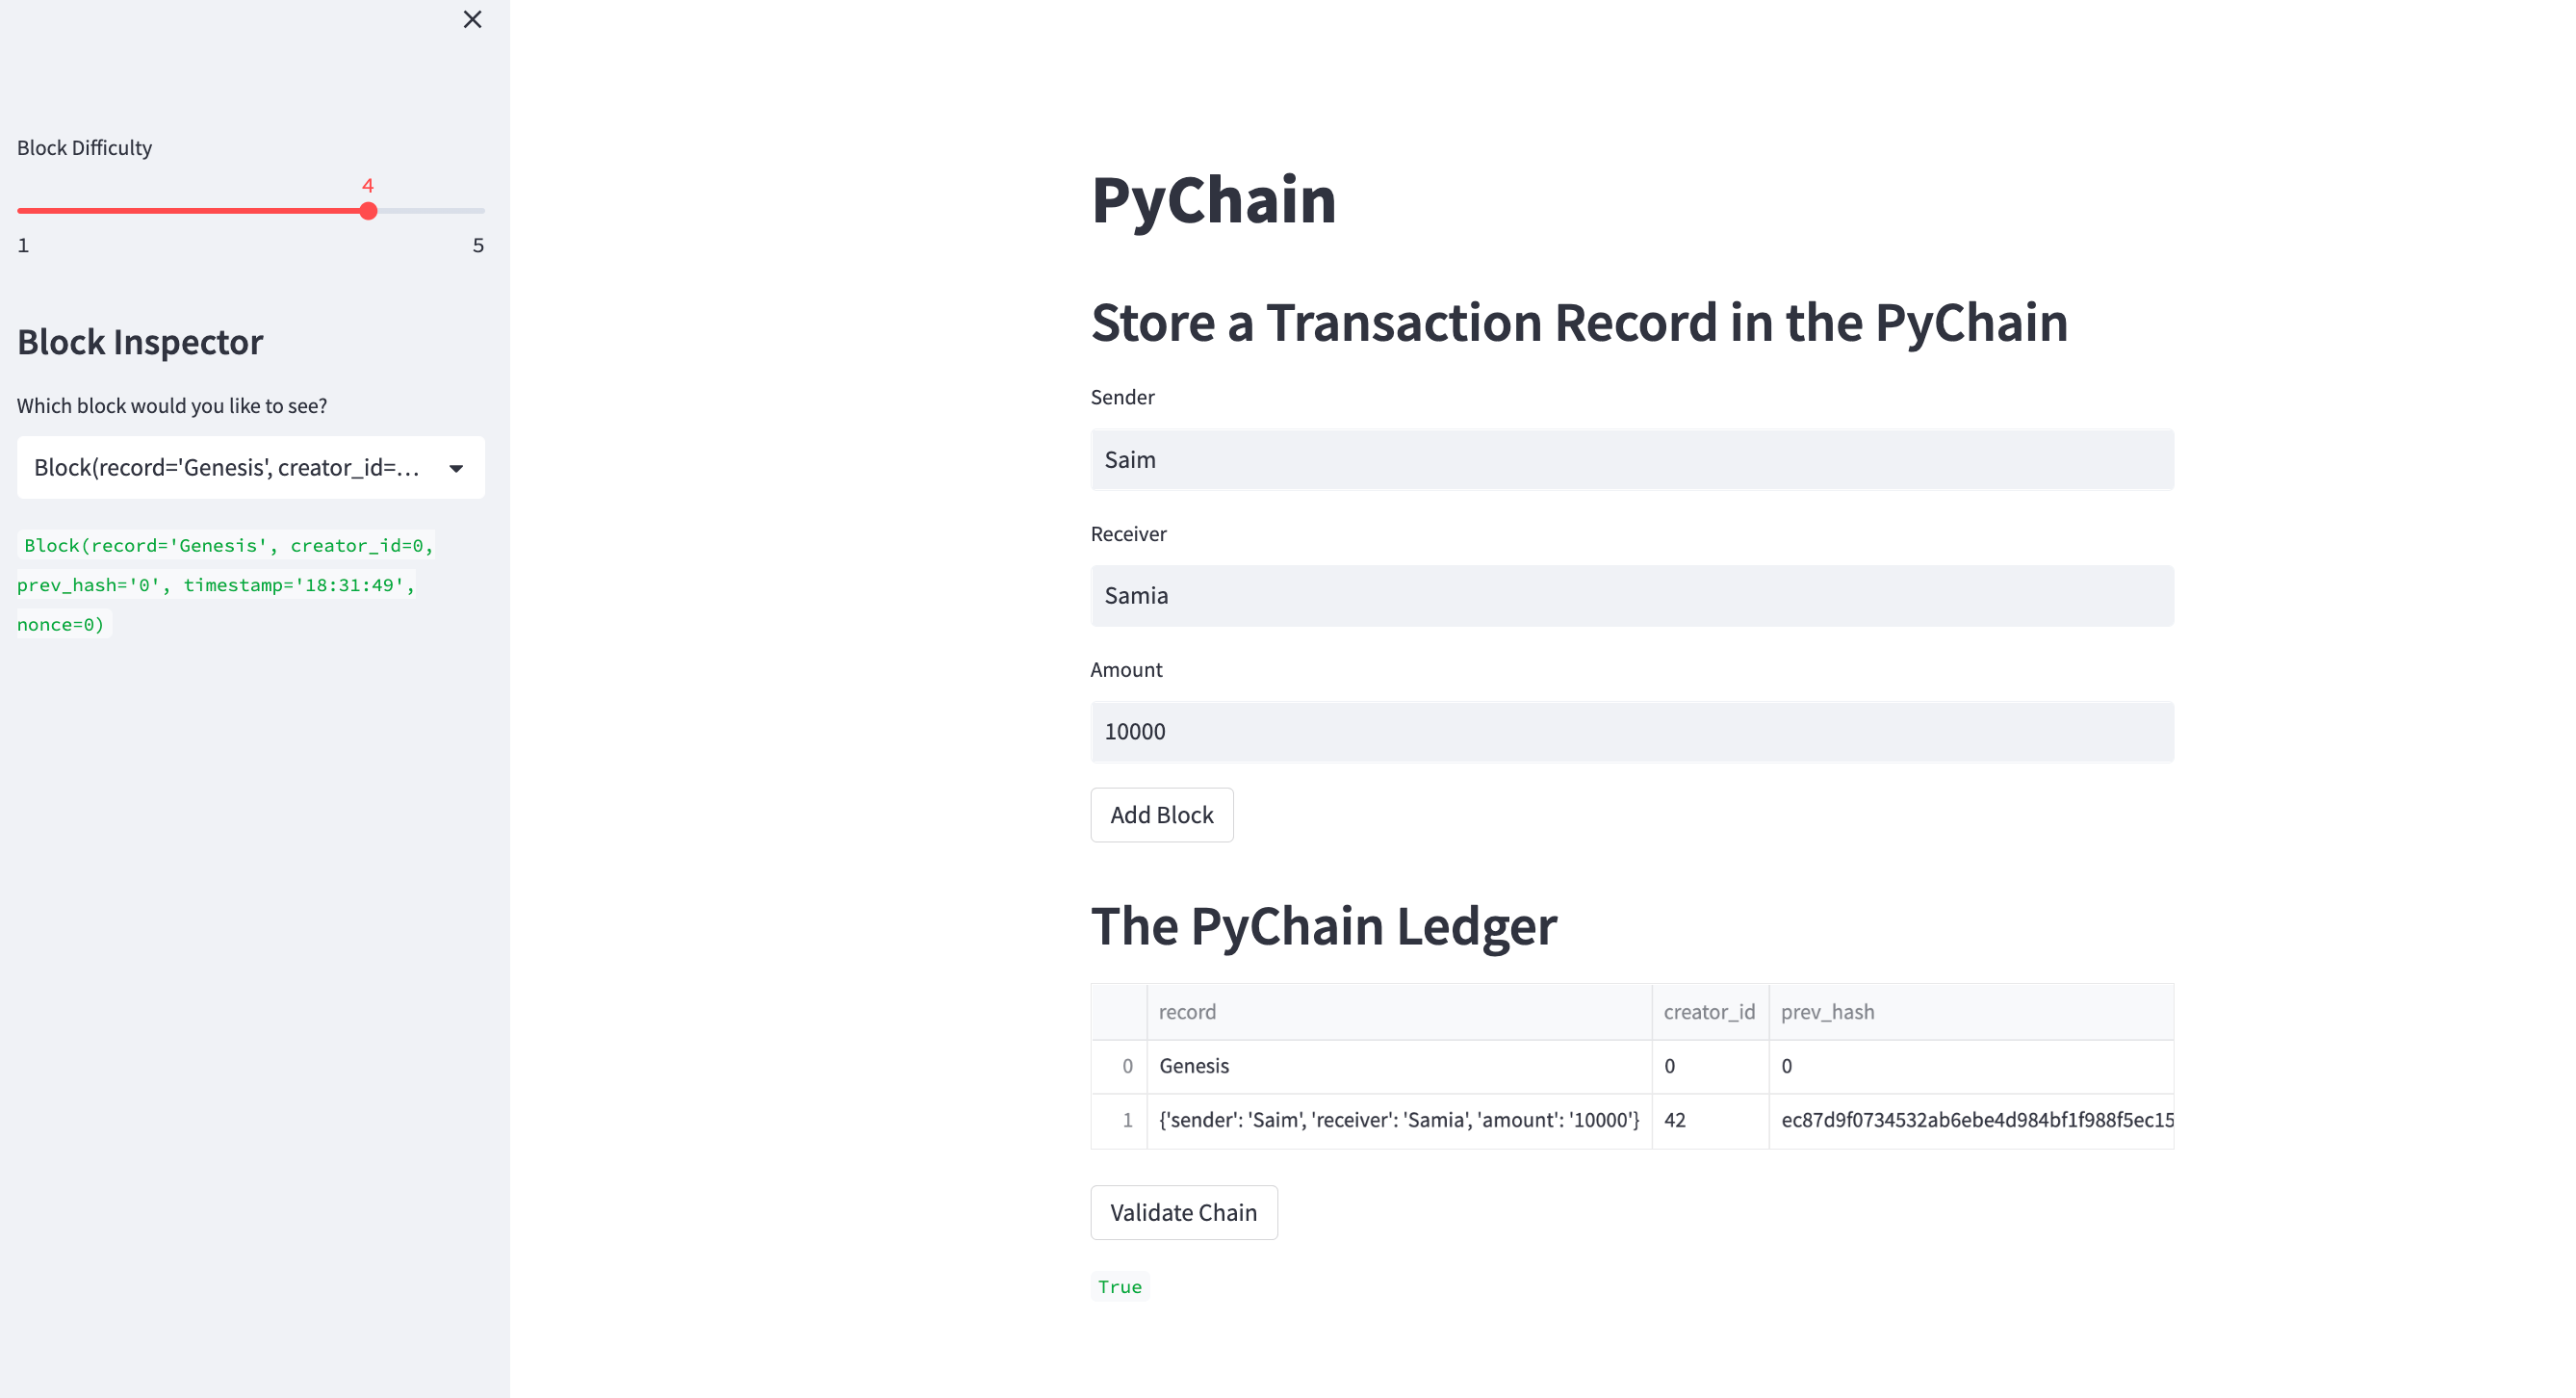 Block Difficulty
4
1 5
Block Inspector
Which block would you like to see?
Block(record='Genesis', creator_id=...
Block(record='Genesis', creator_id=0,
prev_hash='0', timestamp='18:31:49',
nonce=0)
PyChain
Store a Transaction Record in the PyChain
Sender
Saim
Receiver
Samia
Amount
10000
Add Block
The PyChain Ledger
record creator_id prev_hash
0 Genesis 0 0
1 {'sender': 'Saim', 'receiver': 'Samia', 'amount': '10000'} 42 ec87d9f0734532ab6ebe4d984bf1f988f5ec15
Validate Chain
True